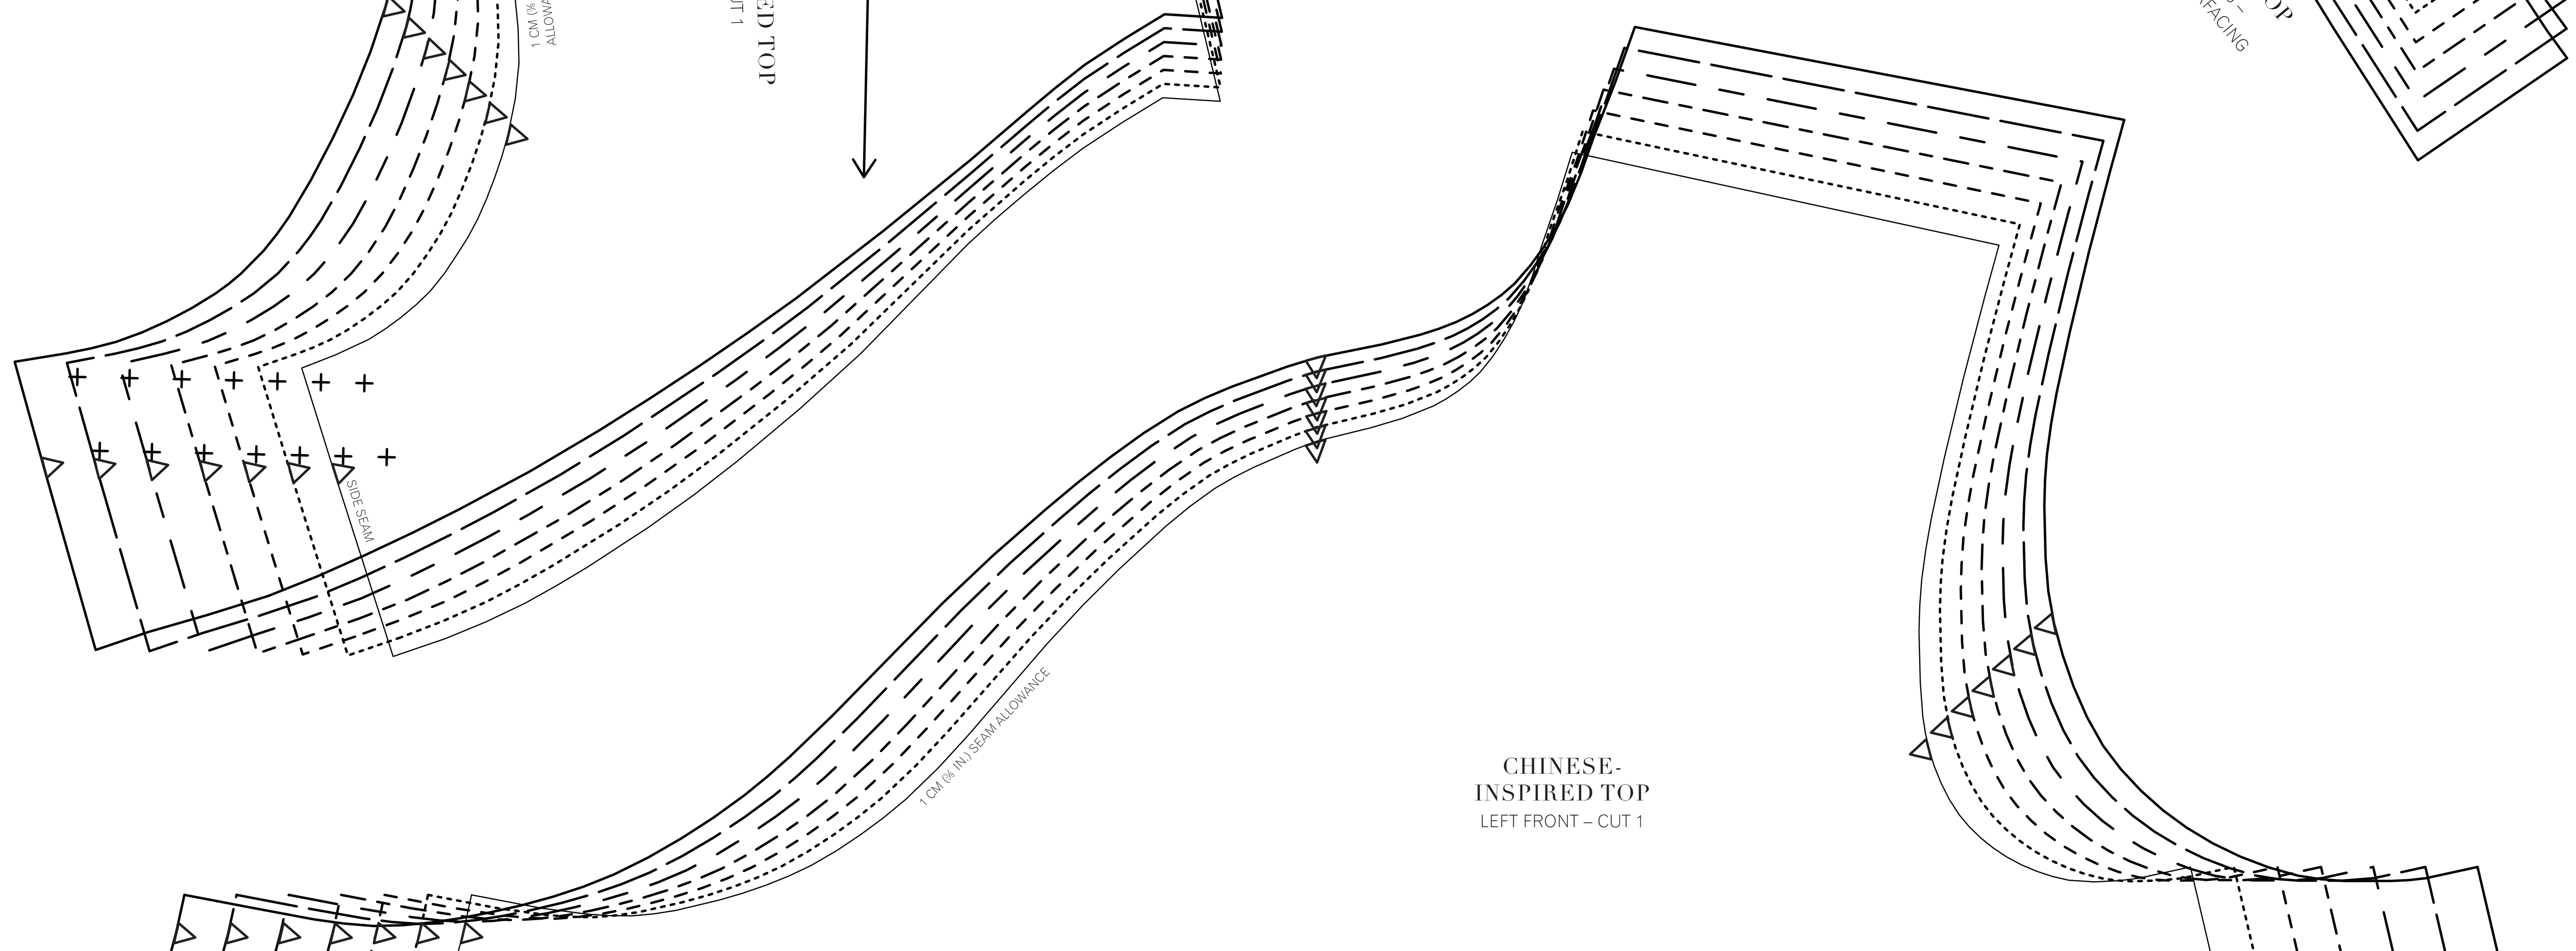 1 CM (⅜
ALLOWA
ED TOP
UT 1
OP
FACING
SIDE SEAM
1 CM (⅜ IN.) SEAM ALLOWANCE
CHINESE-
INSPIRED TOP
LEFT FRONT – CUT 1